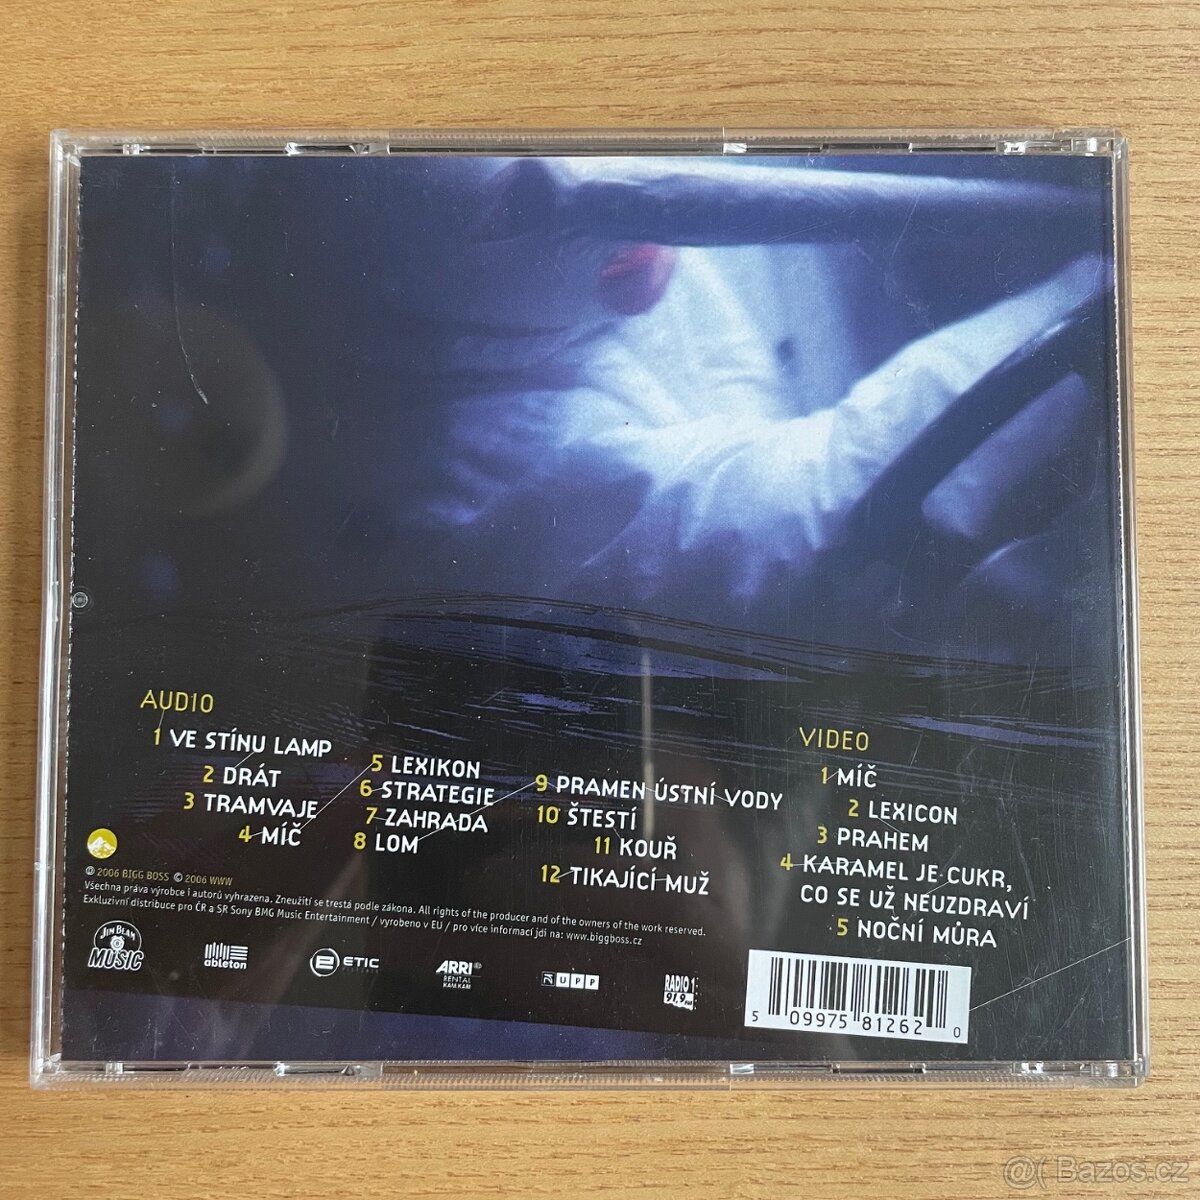 AUDIO
1 VE STÍNU LAMP
2 DRÁT
3 TRAMVAJE
4 MÍČ
5 LEXIKON
6 STRATEGIE
7 ZAHRADA
8 LOM
9 PRAMEN ÚSTNÍ VODY
10 ŠTESTÍ
11 KOUŘ
12 TIKAJÍCÍ MUŽ
VIDEO
1 MÍČ
2 LEXICON
3 PRAHEM
4 KARAMEL JE CUKR,
CO SE UŽ NEUZDRAVÍ
5 NOČNÍ MŮRA
℗ 2006 BIGG BOSS © 2006 WWW
Všechna práva výrobce i autorů vyhrazena. Zneužití se trestá podle zákona. All rights of the producer and of the owners of the work reserved.
Exkluzivní distribuce pro ČR a SR Sony BMG Music Entertainment / vyrobeno v EU / pro více informací jdi na: www.biggboss.cz
JIM BEAM
MUSIC
ableton
ETIC
ARRI
RENTAL
UPP
RADIO 1
91,9 FM
5 09975 81262 0
@( Bazos.cz